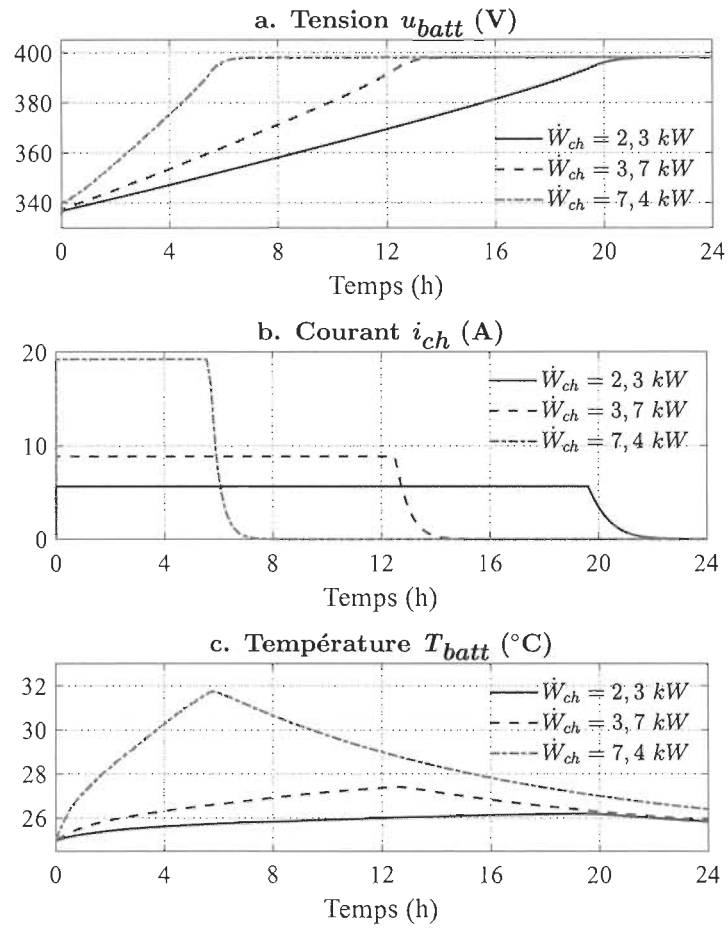 a. Tension u_batt (V)
400
380
360
340
Ẇ_ch = 2, 3 kW
Ẇ_ch = 3, 7 kW
Ẇ_ch = 7, 4 kW
0 4 8 12 16 20 24
Temps (h)
b. Courant i_ch (A)
20
10
0
Ẇ_ch = 2, 3 kW
Ẇ_ch = 3, 7 kW
Ẇ_ch = 7, 4 kW
0 4 8 12 16 20 24
Temps (h)
c. Température T_batt (°C)
32
30
28
26
Ẇ_ch = 2, 3 kW
Ẇ_ch = 3, 7 kW
Ẇ_ch = 7, 4 kW
0 4 8 12 16 20 24
Temps (h)